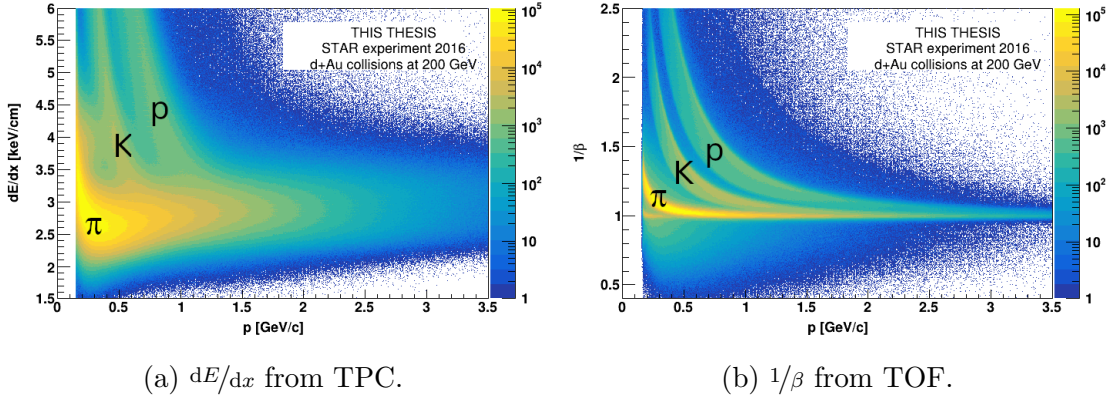 6
5.5
5
4.5
4
3.5
3
2.5
2
1.5
dE/dx [keV/cm]
0
0.5
1
1.5
2
2.5
3
3.5
p [GeV/c]
THIS THESIS
STAR experiment 2016
d+Au collisions at 200 GeV
π
K
p
10⁵
10⁴
10³
10²
10
1
(a) dE/dx from TPC.
2.5
2
1.5
1
0.5
1/β
0
0.5
1
1.5
2
2.5
3
3.5
p [GeV/c]
THIS THESIS
STAR experiment 2016
d+Au collisions at 200 GeV
π
K
p
10⁵
10⁴
10³
10²
10
1
(b) 1/β from TOF.